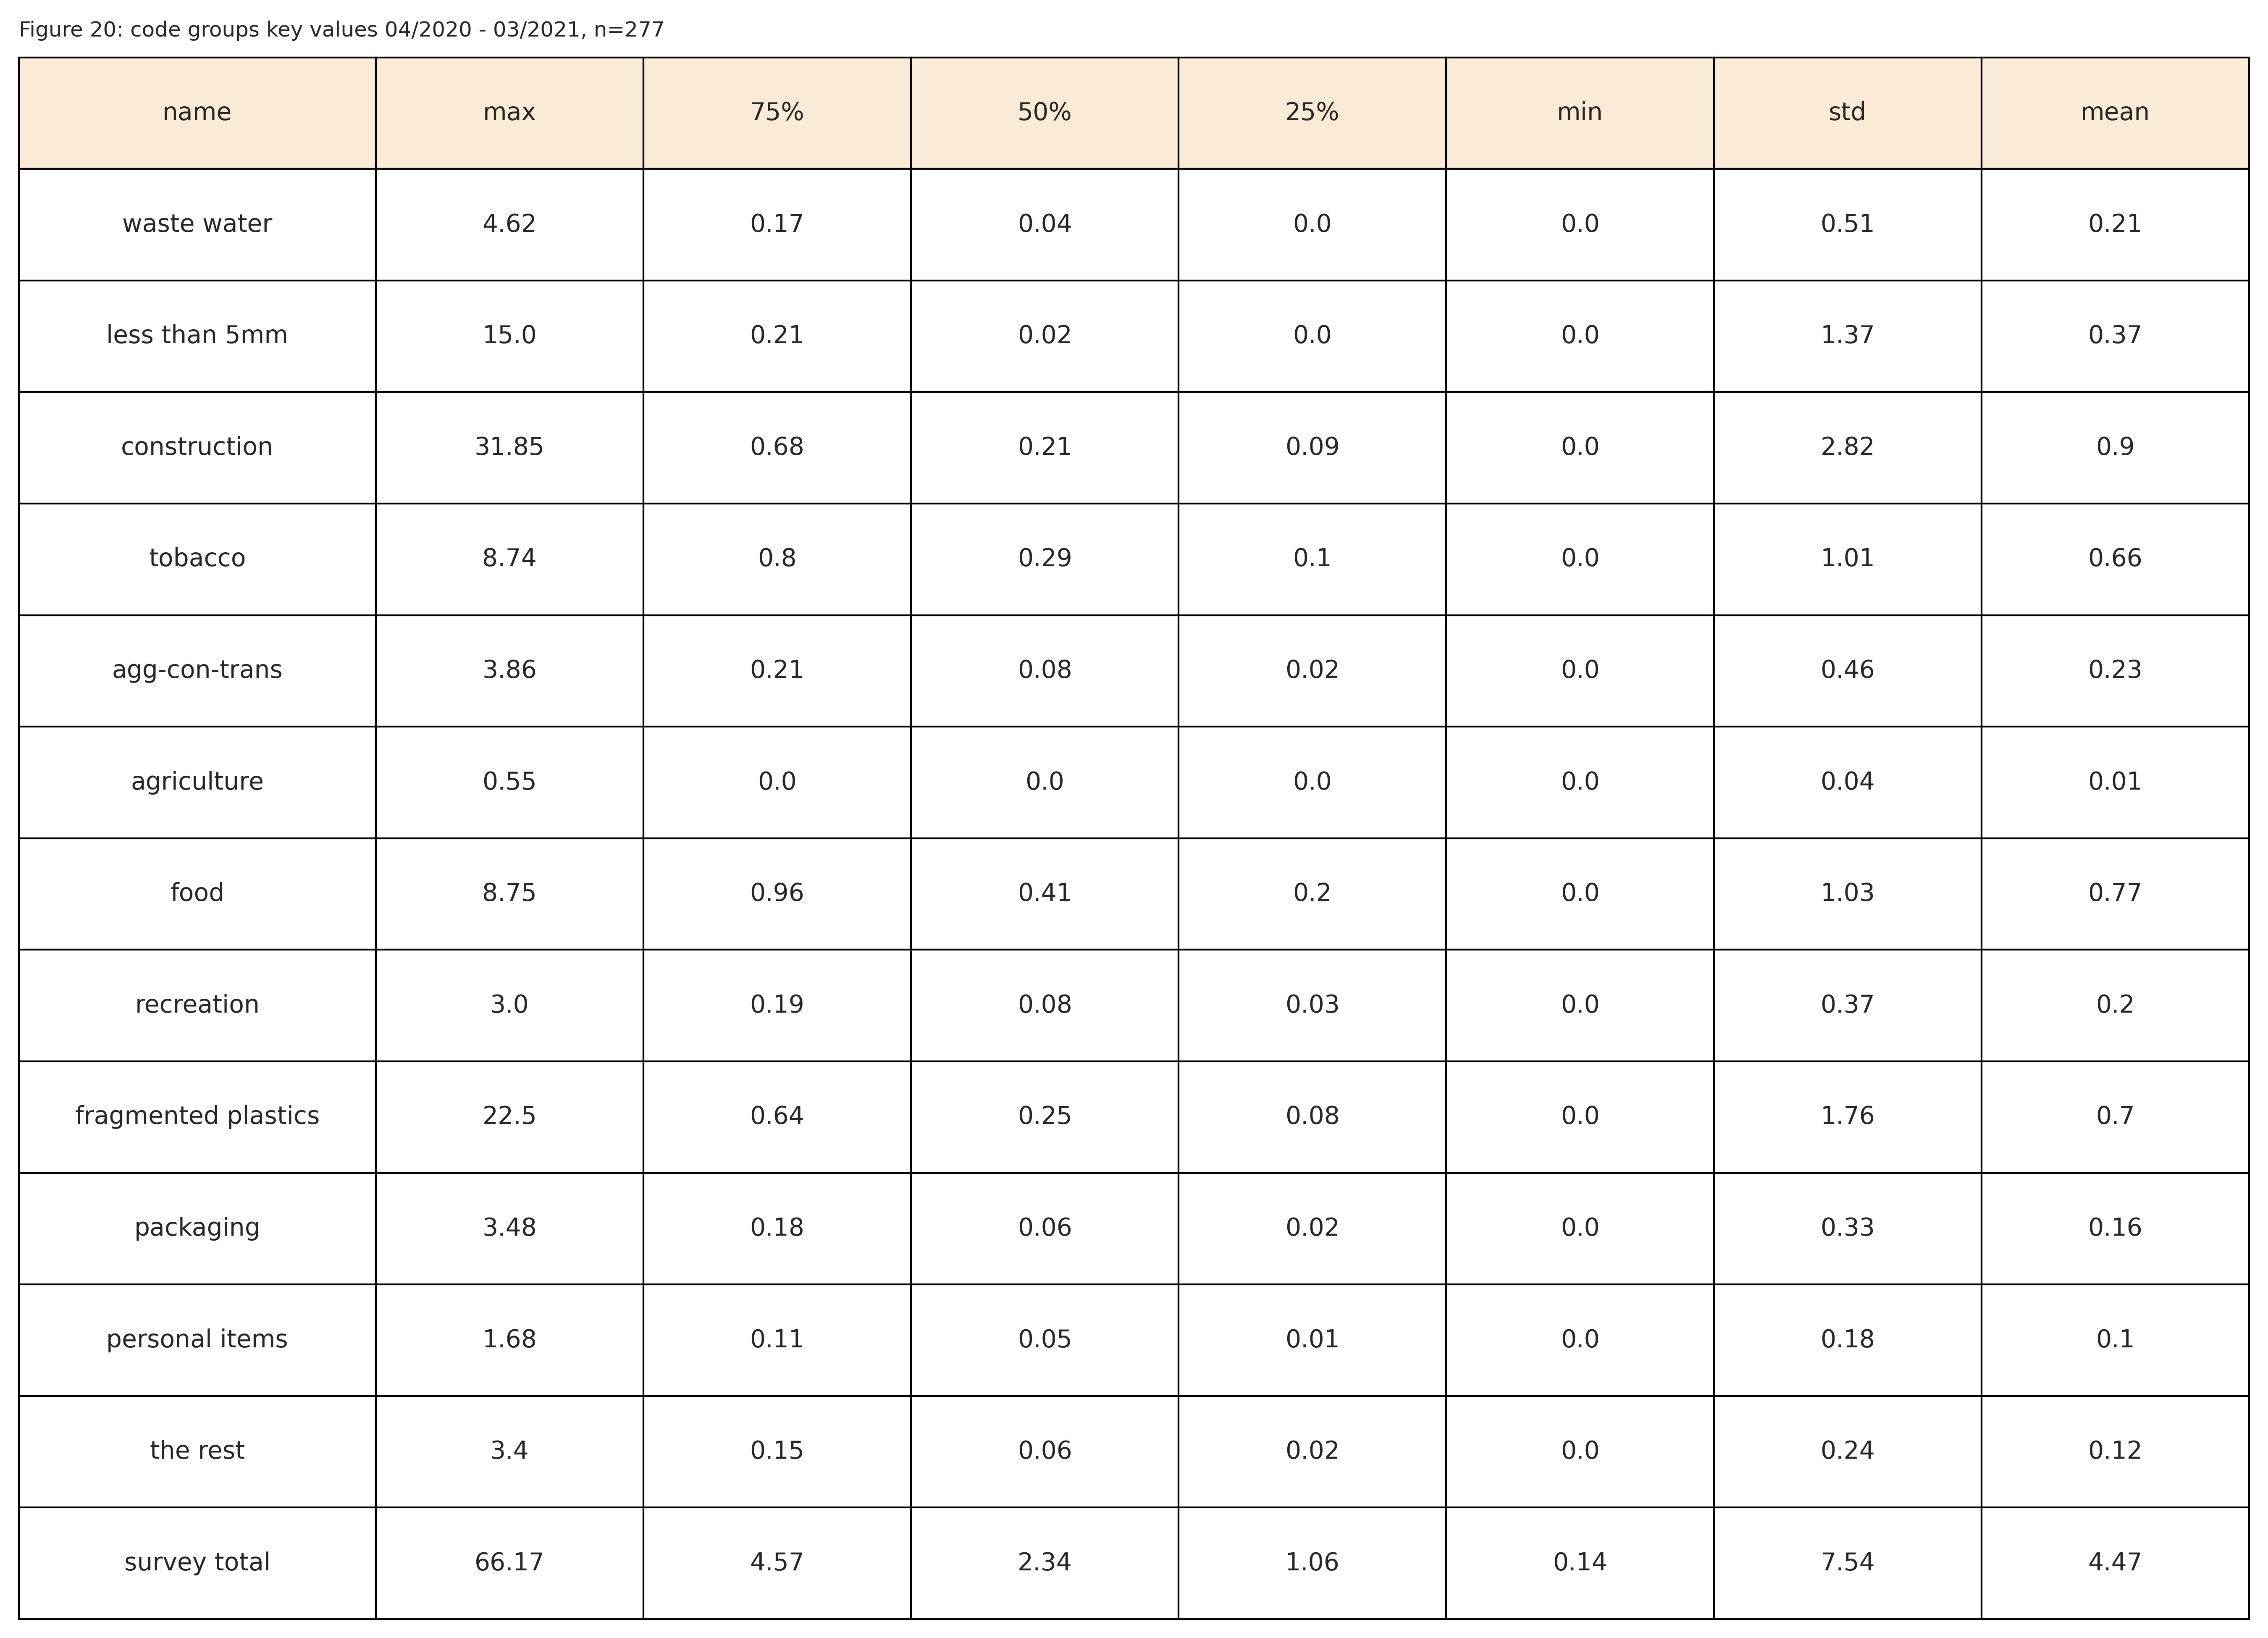 Figure 20: code groups key values 04/2020 - 03/2021, n=277
name max 75% 50% 25% min std mean
waste water 4.62 0.17 0.04 0.0 0.0 0.51 0.21
less than 5mm 15.0 0.21 0.02 0.0 0.0 1.37 0.37
construction 31.85 0.68 0.21 0.09 0.0 2.82 0.9
tobacco 8.74 0.8 0.29 0.1 0.0 1.01 0.66
agg-con-trans 3.86 0.21 0.08 0.02 0.0 0.46 0.23
agriculture 0.55 0.0 0.0 0.0 0.0 0.04 0.01
food 8.75 0.96 0.41 0.2 0.0 1.03 0.77
recreation 3.0 0.19 0.08 0.03 0.0 0.37 0.2
fragmented plastics 22.5 0.64 0.25 0.08 0.0 1.76 0.7
packaging 3.48 0.18 0.06 0.02 0.0 0.33 0.16
personal items 1.68 0.11 0.05 0.01 0.0 0.18 0.1
the rest 3.4 0.15 0.06 0.02 0.0 0.24 0.12
survey total 66.17 4.57 2.34 1.06 0.14 7.54 4.47